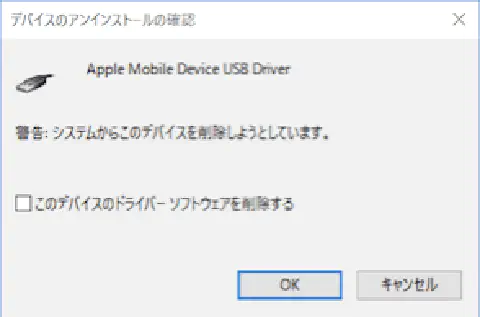 デバイスのアンインストールの確認
Apple Mobile Device USB Driver
警告: システムからこのデバイスを削除しようとしています。
このデバイスのドライバー ソフトウェアを削除する
OK
キャンセル